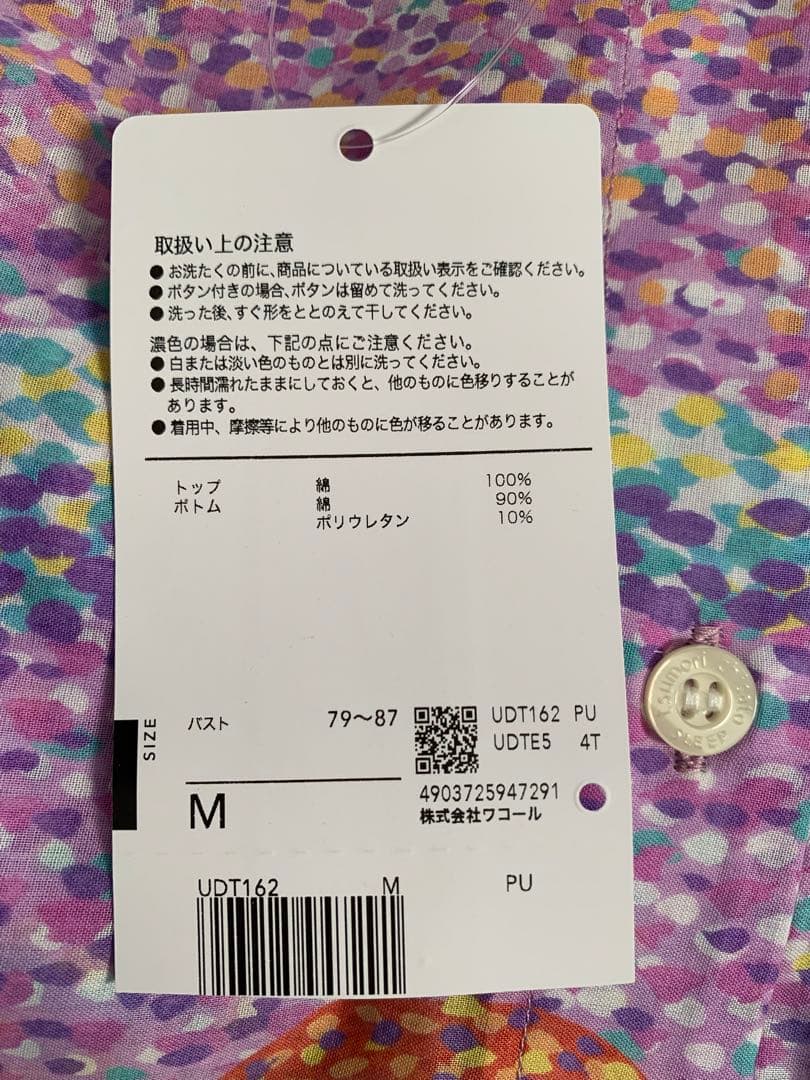 取扱い上の注意
●お洗たくの前に、商品についている取扱い表示をご確認ください。
●ボタン付きの場合、ボタンは留めて洗ってください。
●洗った後、すぐ形をととのえて干してください。
濃色の場合は、下記の点にご注意ください。
●白または淡い色のものとは別に洗ってください。
●長時間濡れたままにしておくと、他のものに色移りすることが
あります。
●着用中、摩擦等により他のものに色が移ることがあります。
トップ 綿 100%
ボトム 綿 90%
ポリウレタン 10%
SIZE
バスト 79〜87
M
UDT162 PU
UDTE5 4T
4903725947291
株式会社ワコール
UDT162 M PU
SLEEP